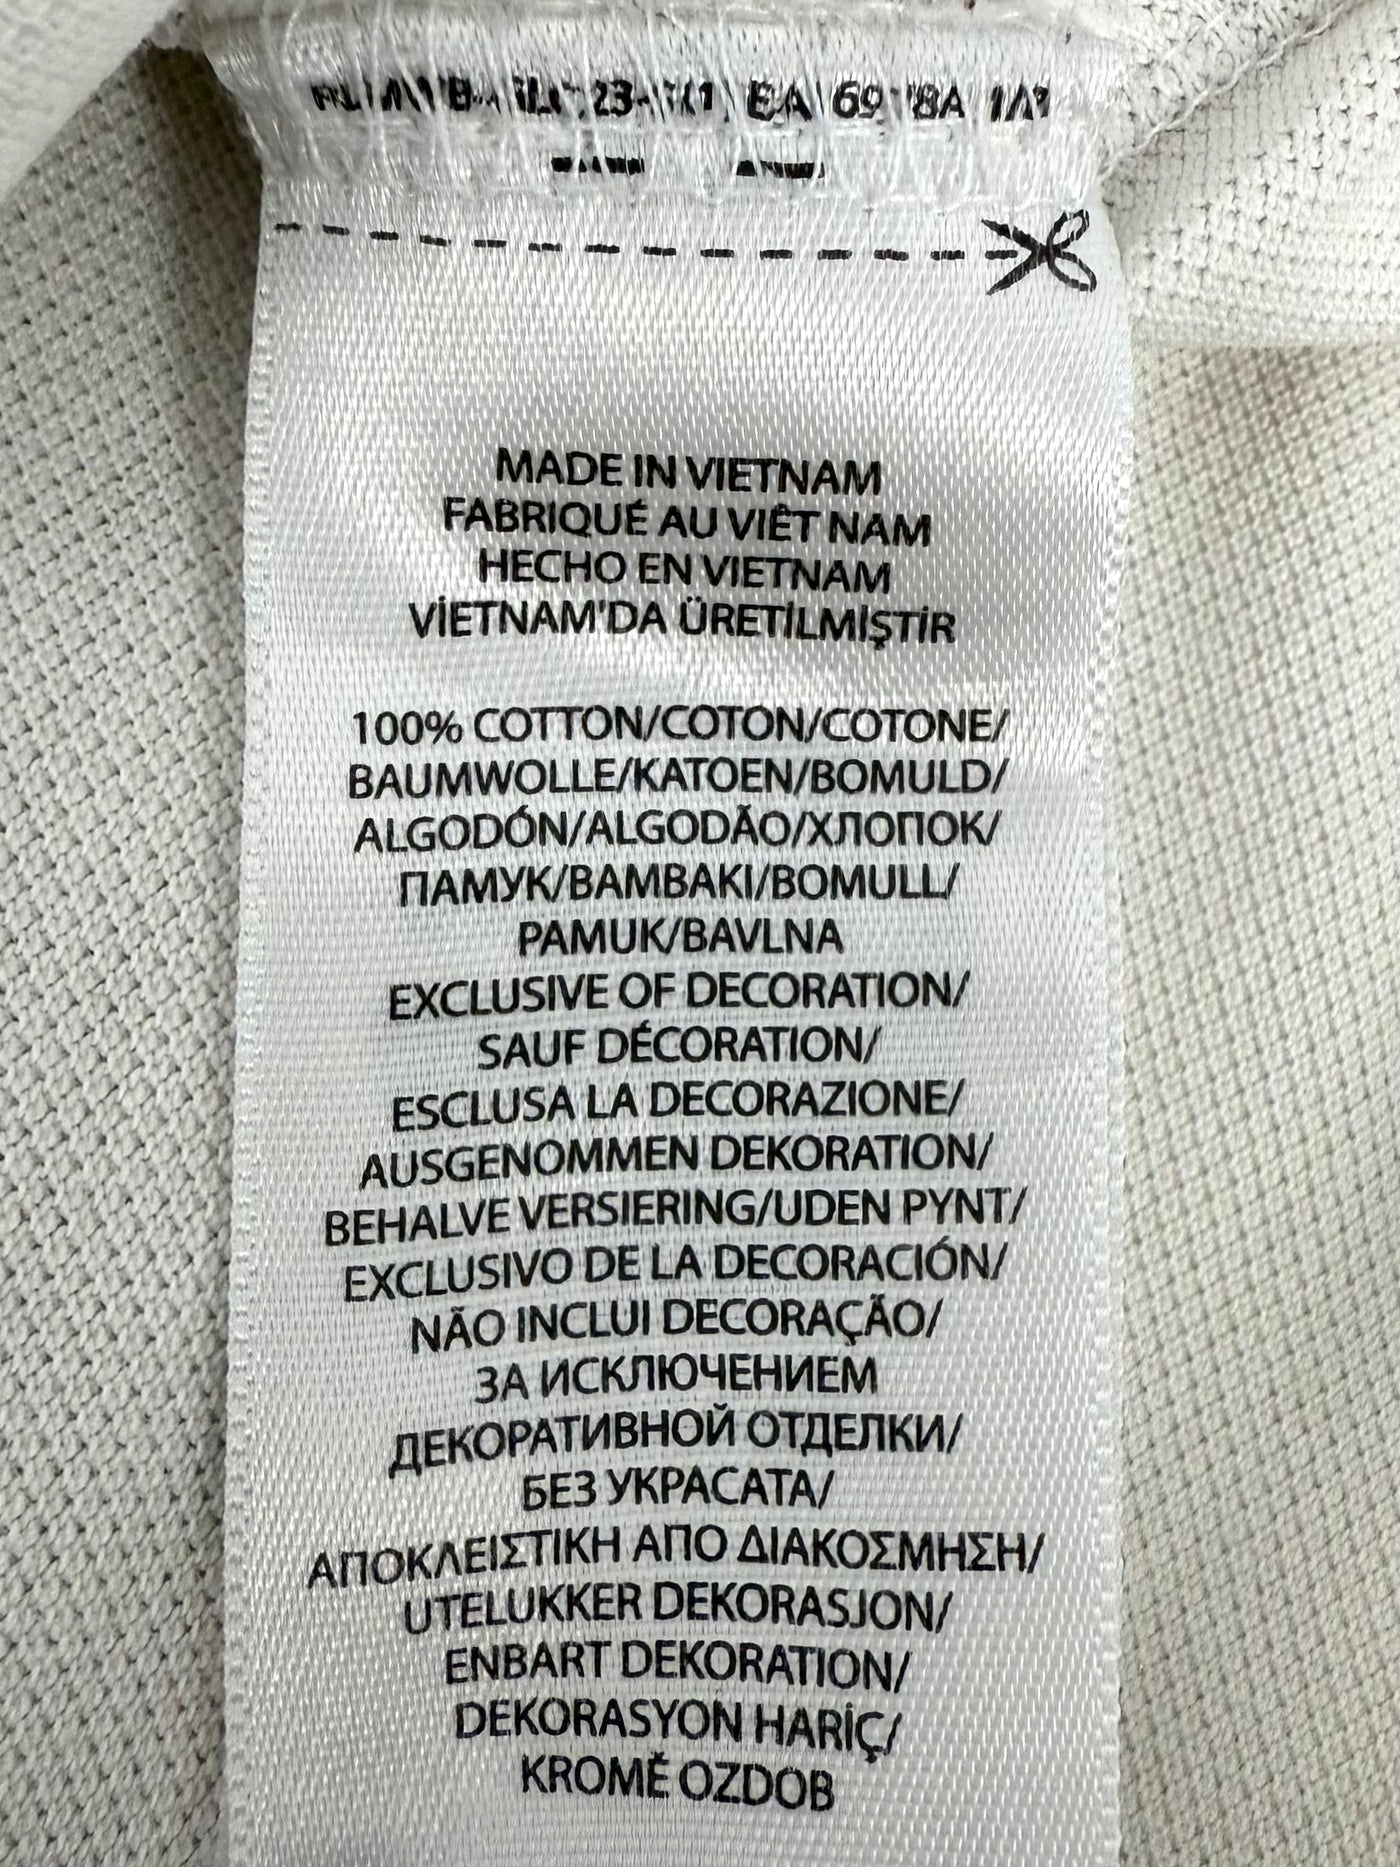 MADE IN VIETNAM
FABRIQUÉ AU VIÊT NAM
HECHO EN VIETNAM
VİETNAM'DA ÜRETİLMİŞTİR
100% COTTON/COTON/COTONE/
BAUMWOLLE/KATOEN/BOMULD/
ALGODÓN/ALGODÃO/ХЛОПОК/
ПАМУК/BAMBAKI/BOMULL/
PAMUK/BAVLNA
EXCLUSIVE OF DECORATION/
SAUF DÉCORATION/
ESCLUSA LA DECORAZIONE/
AUSGENOMMEN DEKORATION/
BEHALVE VERSIERING/UDEN PYNT/
EXCLUSIVO DE LA DECORACIÓN/
NÃO INCLUI DECORAÇÃO/
ЗА ИСКЛЮЧЕНИЕМ
ДЕКОРАТИВНОЙ ОТДЕЛКИ/
БЕЗ УКРАСАТА/
ΑΠΟΚΛΕΙΣΤΙΚΗ ΑΠΟ ΔΙΑΚΟΣΜΗΣΗ/
UTELUKKER DEKORASJON/
ENBART DEKORATION/
DEKORASYON HARİÇ/
KROMĚ OZDOB